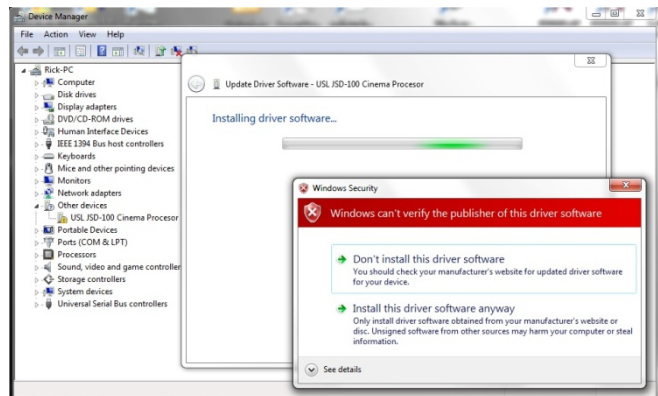 Device Manager
File Action View Help
Rick-PC
Computer
Disk drives
Display adapters
DVD/CD-ROM drives
Human Interface Devices
IEEE 1394 Bus host controllers
Keyboards
Mice and other pointing devices
Monitors
Network adapters
Other devices
USL JSD-100 Cinema Procesor
Portable Devices
Ports (COM & LPT)
Processors
Sound, video and game controller
Storage controllers
System devices
Universal Serial Bus controllers
Update Driver Software - USL JSD-100 Cinema Procesor
Installing driver software...
Windows Security
Windows can't verify the publisher of this driver software
Don't install this driver software
You should check your manufacturer's website for updated driver software
for your device.
Install this driver software anyway
Only install driver software obtained from your manufacturer's website or
disc. Unsigned software from other sources may harm your computer or steal
information.
See details